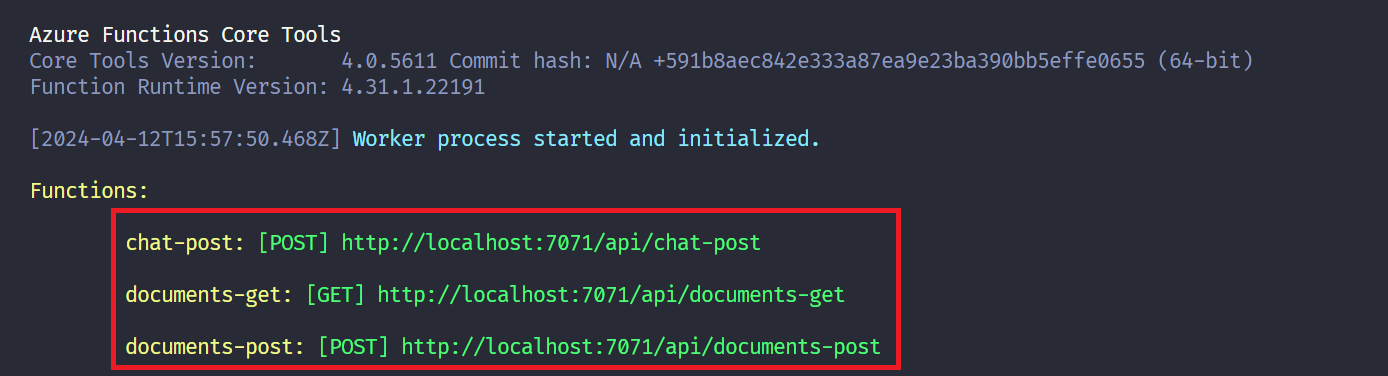 Azure Functions Core Tools
Core Tools Version:       4.0.5611 Commit hash: N/A +591b8aec842e333a87ea9e23ba390bb5effe0655 (64-bit)
Function Runtime Version: 4.31.1.22191
[2024-04-12T15:57:50.468Z] Worker process started and initialized.
Functions:
chat-post: [POST] http://localhost:7071/api/chat-post
documents-get: [GET] http://localhost:7071/api/documents-get
documents-post: [POST] http://localhost:7071/api/documents-post